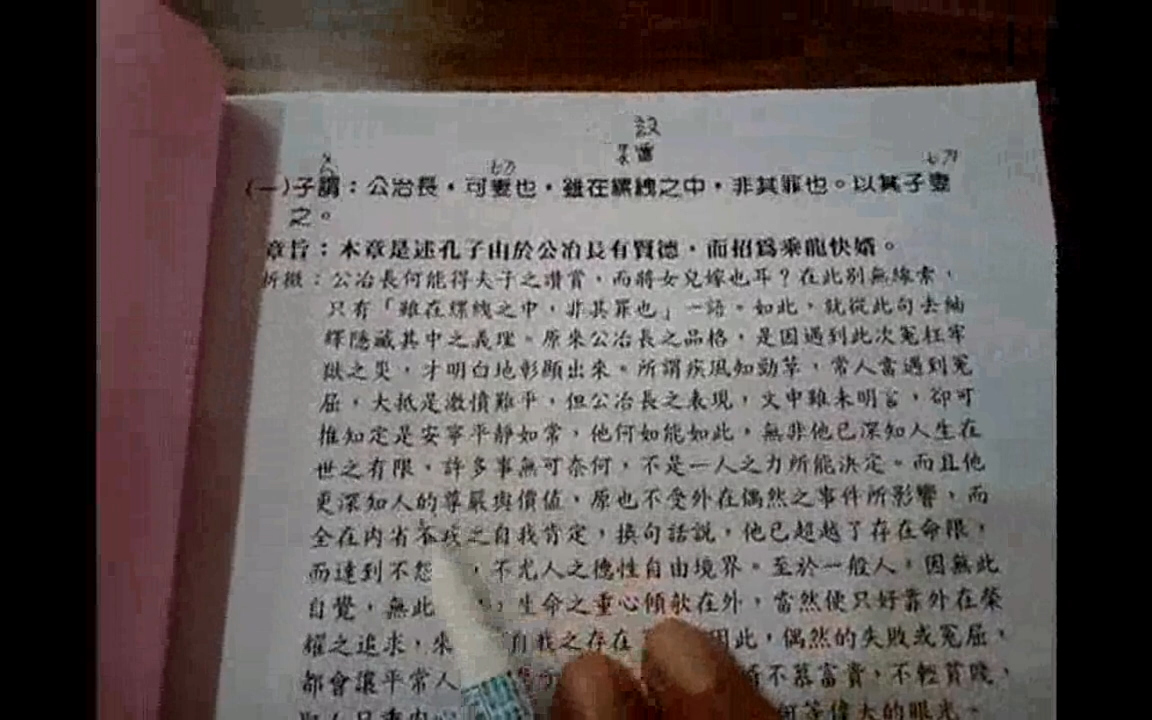 設
㈠子謂：公冶長，可妻也，雖在縲絏之中，非其罪也。以其子妻
之。
章旨：本章是述孔子由於公冶長有賢德，而招為乘龍快婿。
析微：公冶長何能得夫子之讚賞，而將女兒嫁也耳？在此別無線索，
只有「雖在縲絏之中，非其罪也」一語。如此，就從此句去紬
繹隱藏其中之義理。原來公冶長之品格，是因遇到此次冤枉牢
獄之災，才明白地彰顯出來。所謂疾風知勁草，常人當遇到冤
屈，大抵是激憤難平，但公冶長之表現，文中雖未明言，卻可
推知定是安寧平靜如常，他何如能如此，無非他已深知人生在
世之有限，許多事無可奈何，不是一人之力所能決定。而且他
更深知人的尊嚴與價值，原也不受外在偶然之事件所影響，而
全在內省不疚之自我肯定，換句話說，他已超越了存在命限，
而達到不怨，不尤人之德性自由境界。至於一般人，因無此
自覺，無此，生命之重心傾欹在外，當然便只好靠外在榮
耀之追求，來自我之存在因此，偶然的失敗或冤屈，
都會讓平常人不慕富貴，不輕貧賤，
何等偉大的眼光。